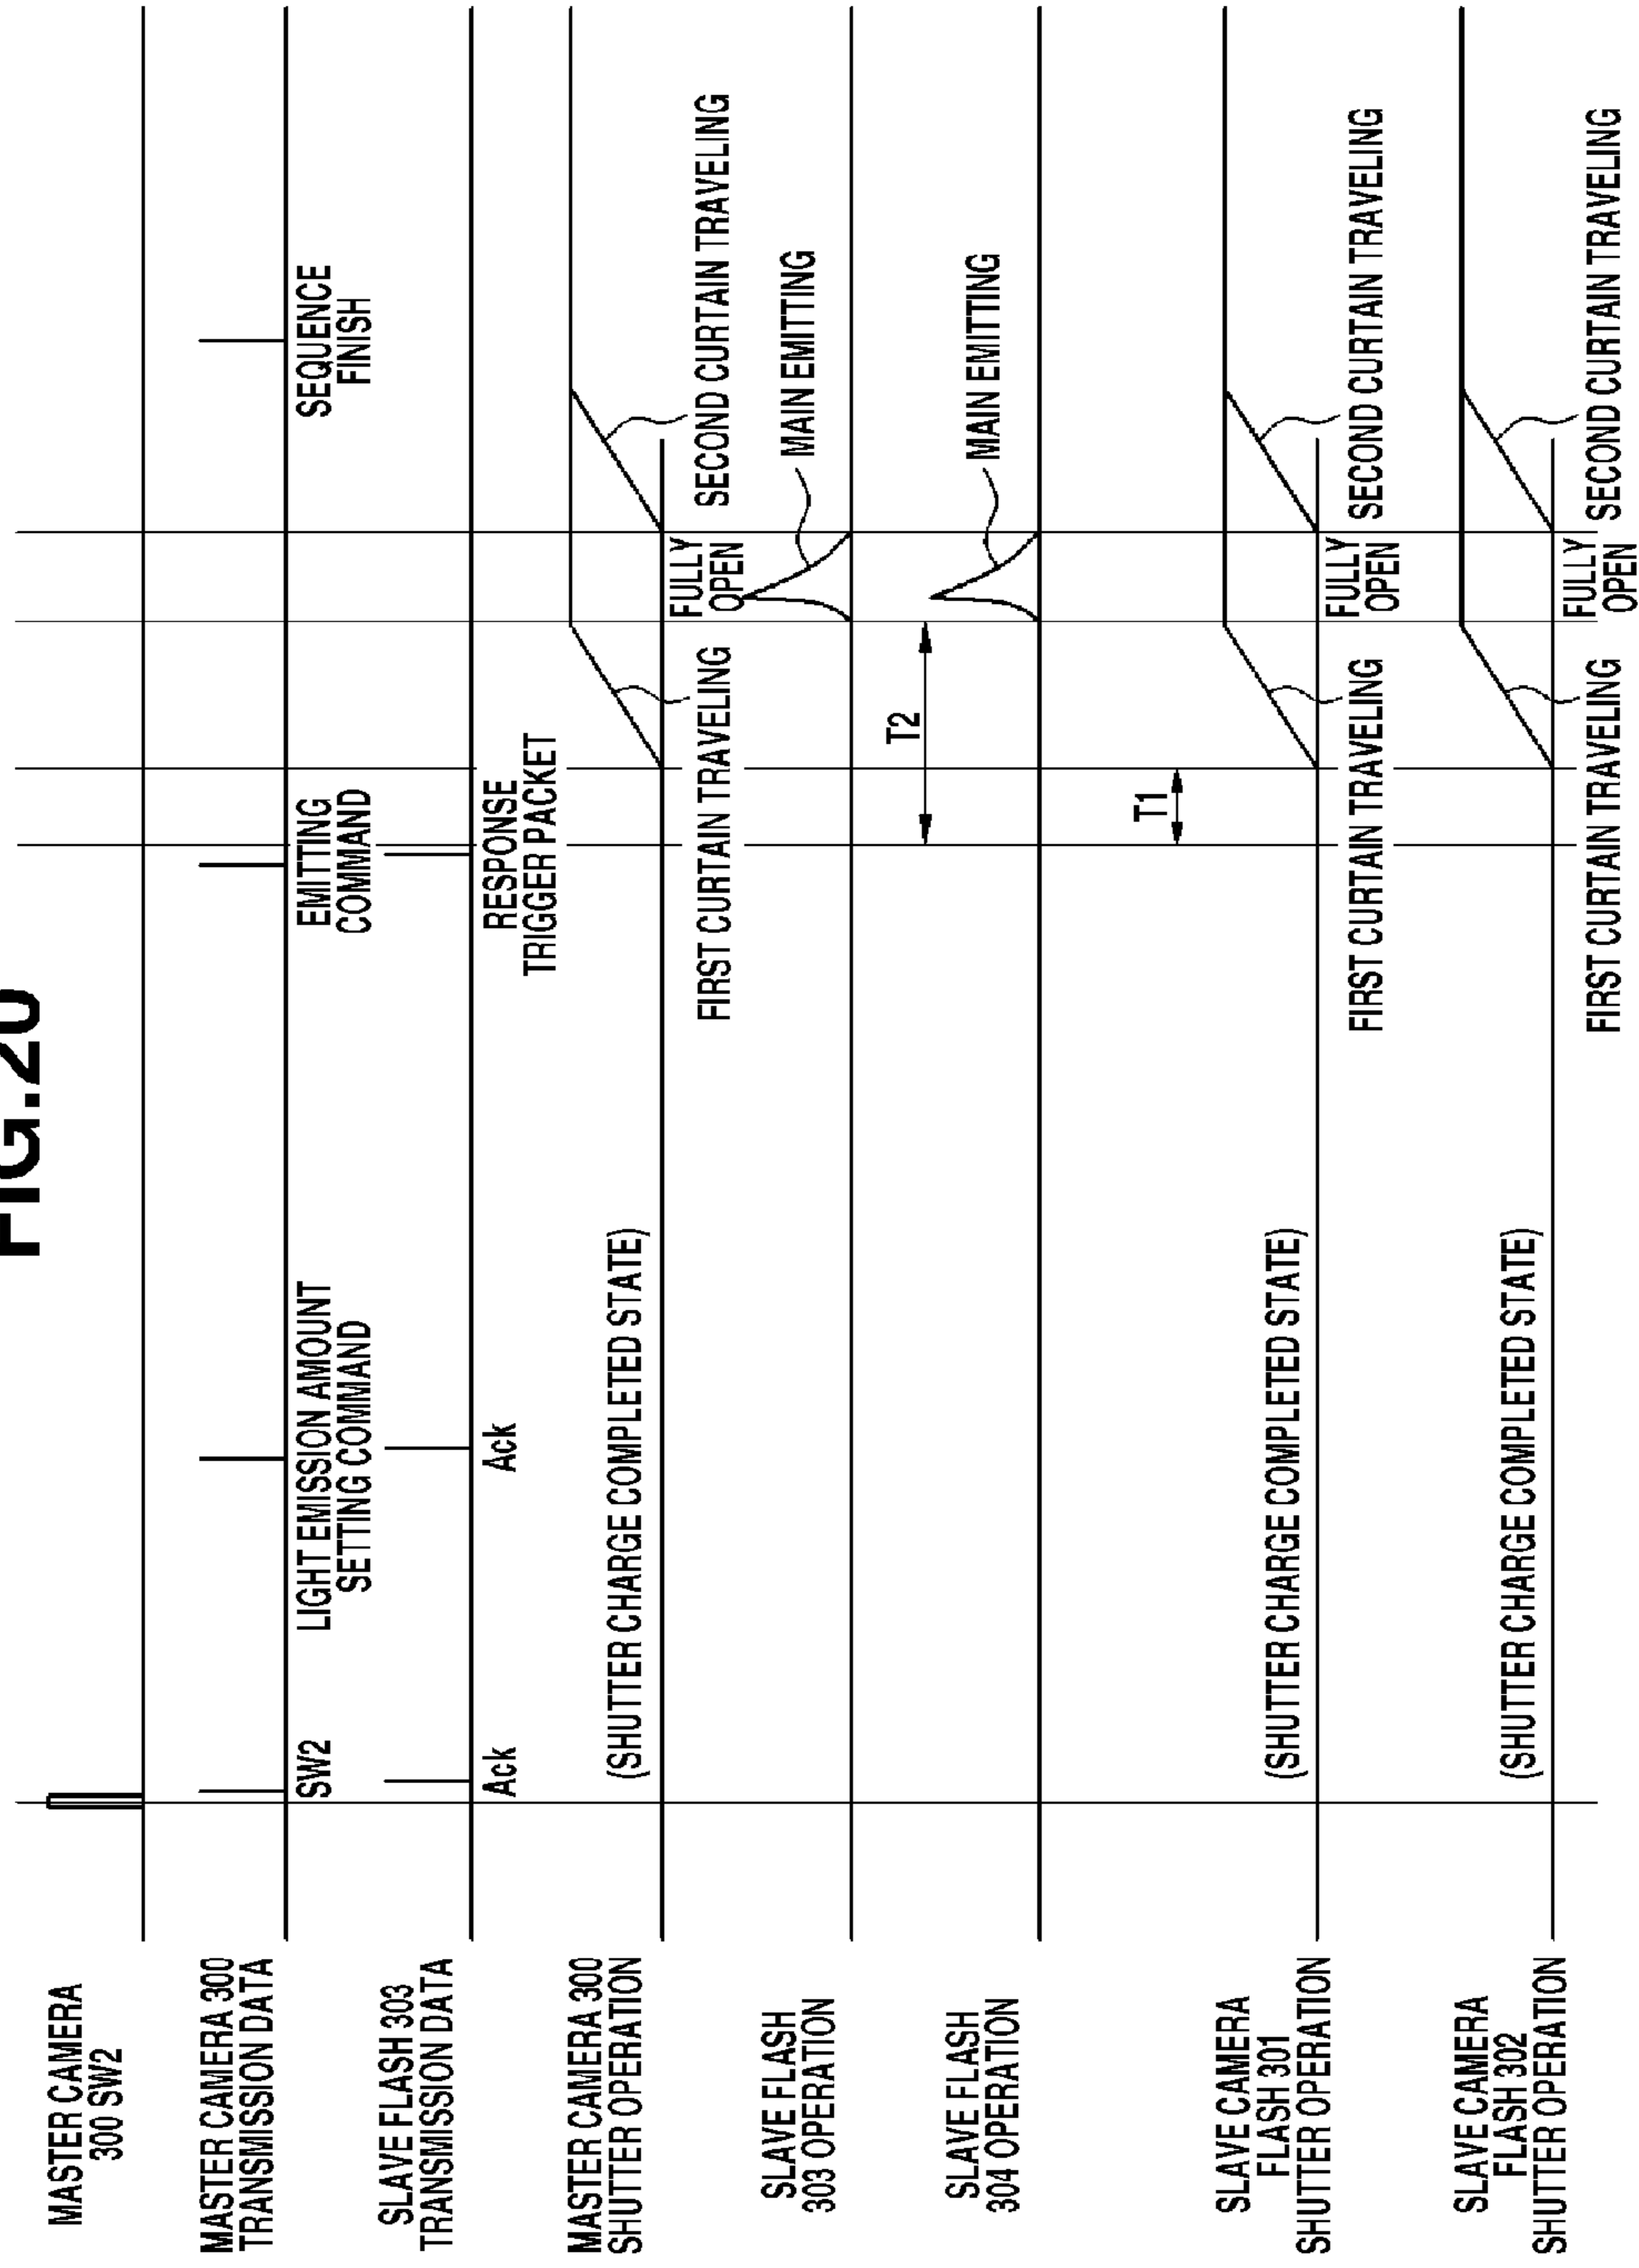 FIG.20
MASTER CAMERA
300 SW2
MASTER CAMERA 300
TRANSMISSION DATA
SW2
LIGHT EMISSION AMOUNT
SETTING COMMAND
EMITTING
COMMAND
SEQUENCE
FINISH
SLAVE FLASH 303
TRANSMISSION DATA
Ack
Ack
RESPONSE
TRIGGER PACKET
MASTER CAMERA 300
SHUTTER OPERATION
(SHUTTER CHARGE COMPLETED STATE)
FIRST CURTAIN TRAVELING
FULLY
OPEN
SECOND CURTAIN TRAVELING
SLAVE FLASH
303 OPERATION
MAIN EMITTING
T2
SLAVE FLASH
304 OPERATION
MAIN EMITTING
T1
SLAVE CAMERA
FLASH 301
SHUTTER OPERATION
(SHUTTER CHARGE COMPLETED STATE)
FIRST CURTAIN TRAVELING
FULLY
OPEN
SECOND CURTAIN TRAVELING
SLAVE CAMERA
FLASH 302
SHUTTER OPERATION
(SHUTTER CHARGE COMPLETED STATE)
FIRST CURTAIN TRAVELING
FULLY
OPEN
SECOND CURTAIN TRAVELING